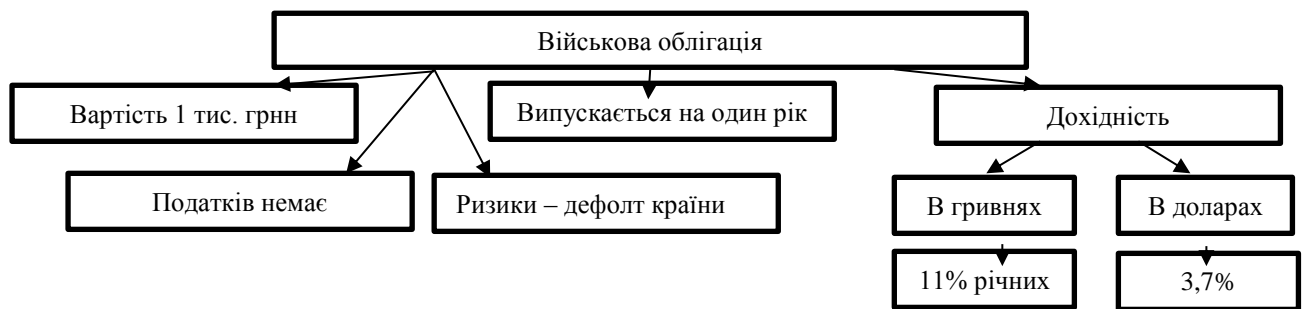 Військова облігація
Вартість 1 тис. грнн
Випускається на один рік
Дохідність
Податків немає
Ризики – дефолт країни
В гривнях
В доларах
11% річних
3,7%